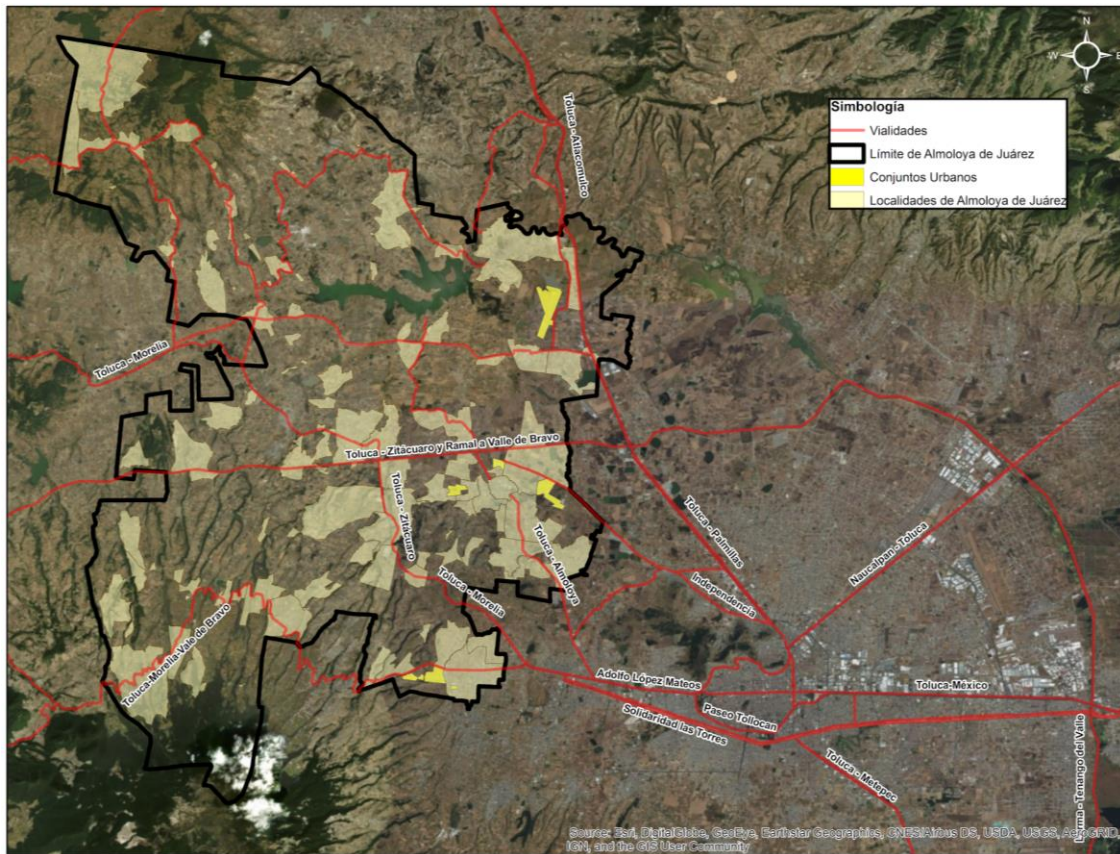 N
W
E
S
Simbología
Vialidades
Límite de Almoloya de Juárez
Conjuntos Urbanos
Localidades de Almoloya de Juárez
Toluca - Atlacomulco
Toluca - Morelia
Toluca - Zitácuaro y Ramal a Valle de Bravo
Toluca - Zitácuaro
Toluca - Palmillas
Naucalpan - Toluca
Toluca - Almoloya
Toluca - Morelia
Independencia
Toluca-Morelia-Vale de Bravo
Adolfo López Mateos
Toluca-México
Paseo Tollocan
Solidaridad las Torres
Toluca - Metepec
Lerma - Tenango del Valle
Source: Esri, DigitalGlobe, GeoEye, Earthstar Geographics, CNES/Airbus DS, USDA, USGS, AeroGRID,
IGN, and the GIS User Community